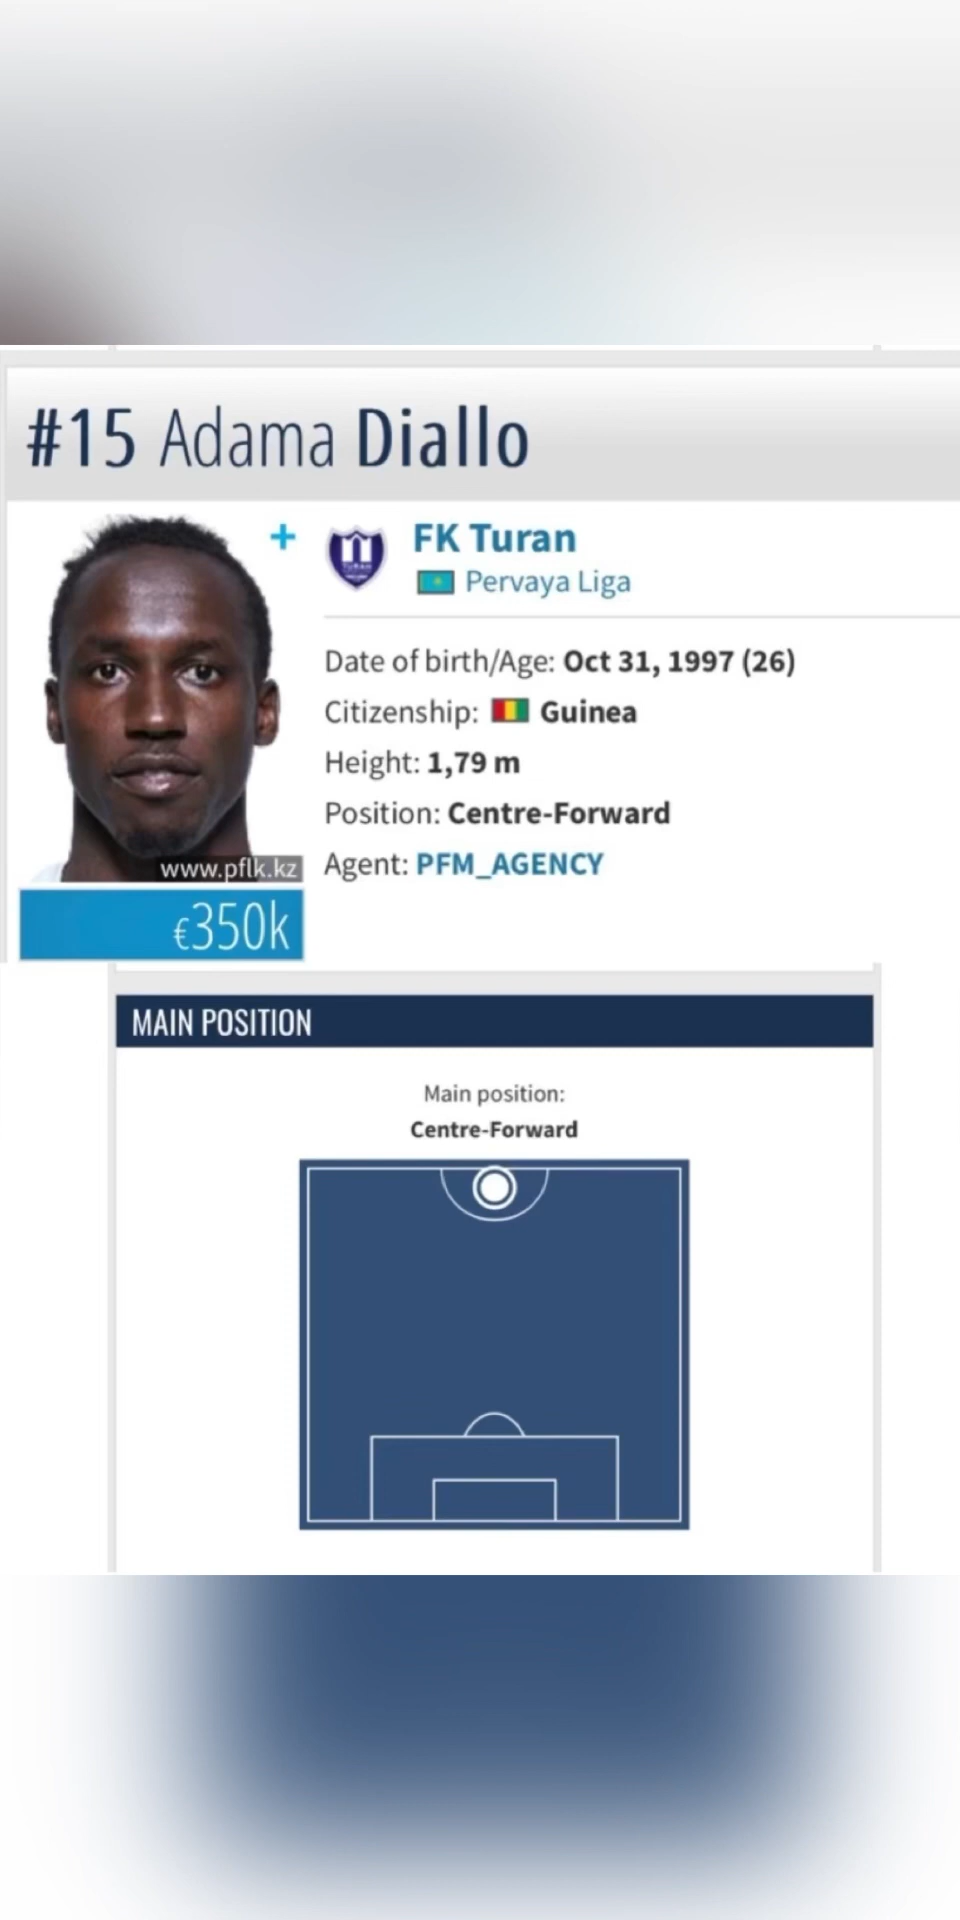 #15 Adama Diallo
+
FK Turan
Pervaya Liga
TURAN
Date of birth/Age: Oct 31, 1997 (26)
Citizenship: Guinea
Height: 1,79 m
Position: Centre-Forward
Agent: PFM_AGENCY
www.pflk.kz
€350k
MAIN POSITION
Main position:
Centre-Forward